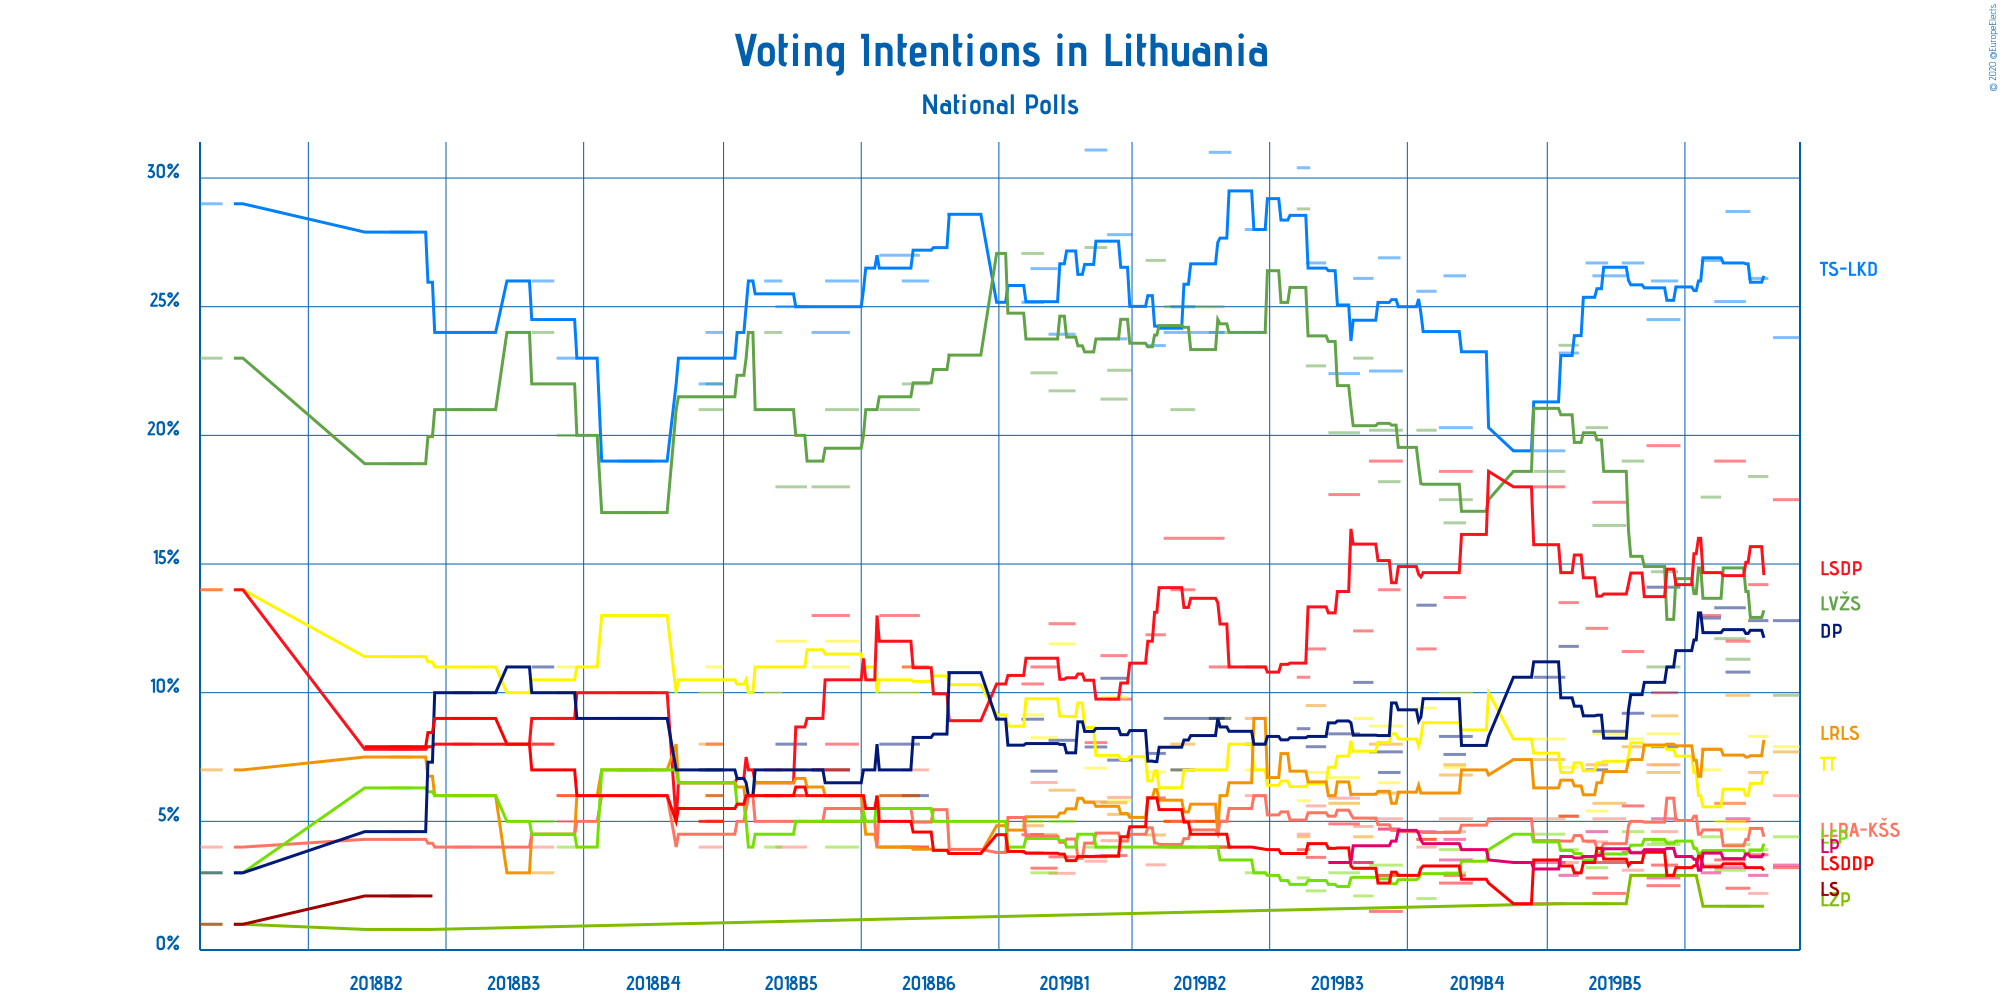 © 2020 @EuropeElects
Voting Intentions in Lithuania
National Polls
30%
25%
20%
15%
10%
5%
0%
TS-LKD
LSDP
LVŽS
DP
LRLS
TT
LLRA-KŠS
LP
LSDDP
LS
LŽP
2018B2
2018B3
2018B4
2018B5
2018B6
2019B1
2019B2
2019B3
2019B4
2019B5